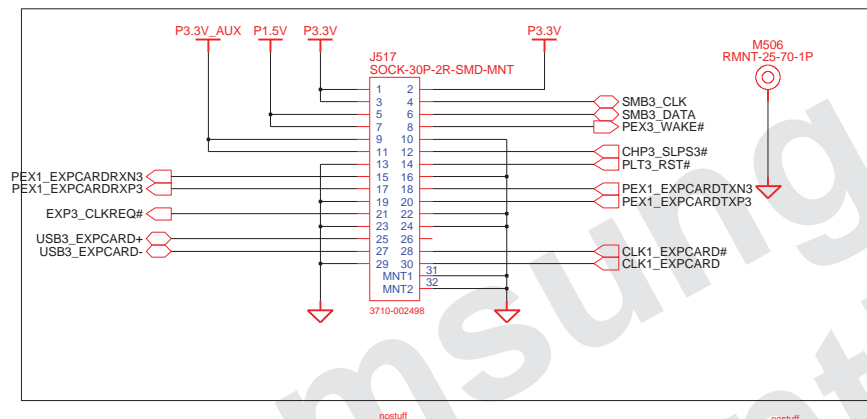 P3.3V_AUX P1.5V P3.3V P3.3V
M506
RMNT-25-70-1P
J517
SOCK-30P-2R-SMD-MNT
1 2
3 4 SMB3_CLK
5 6 SMB3_DATA
7 8 PEX3_WAKE#
9 10
11 12 CHP3_SLPS3#
13 14 PLT3_RST#
PEX1_EXPCARDRXN3 15 16
PEX1_EXPCARDRXP3 17 18 PEX1_EXPCARDTXN3
19 20 PEX1_EXPCARDTXP3
EXP3_CLKREQ# 21 22
23 24
USB3_EXPCARD+ 25 26
USB3_EXPCARD- 27 28 CLK1_EXPCARD#
29 30 CLK1_EXPCARD
MNT1 31
MNT2 32
3710-002498
nostuff nostuff
msung